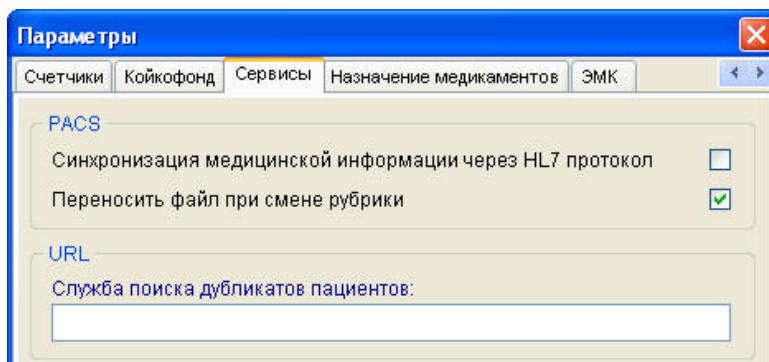 Параметры
Счетчики Койкофонд Сервисы Назначение медикаментов ЭМК
PACS
Синхронизация медицинской информации через HL7 протокол
Переносить файл при смене рубрики
URL
Служба поиска дубликатов пациентов: